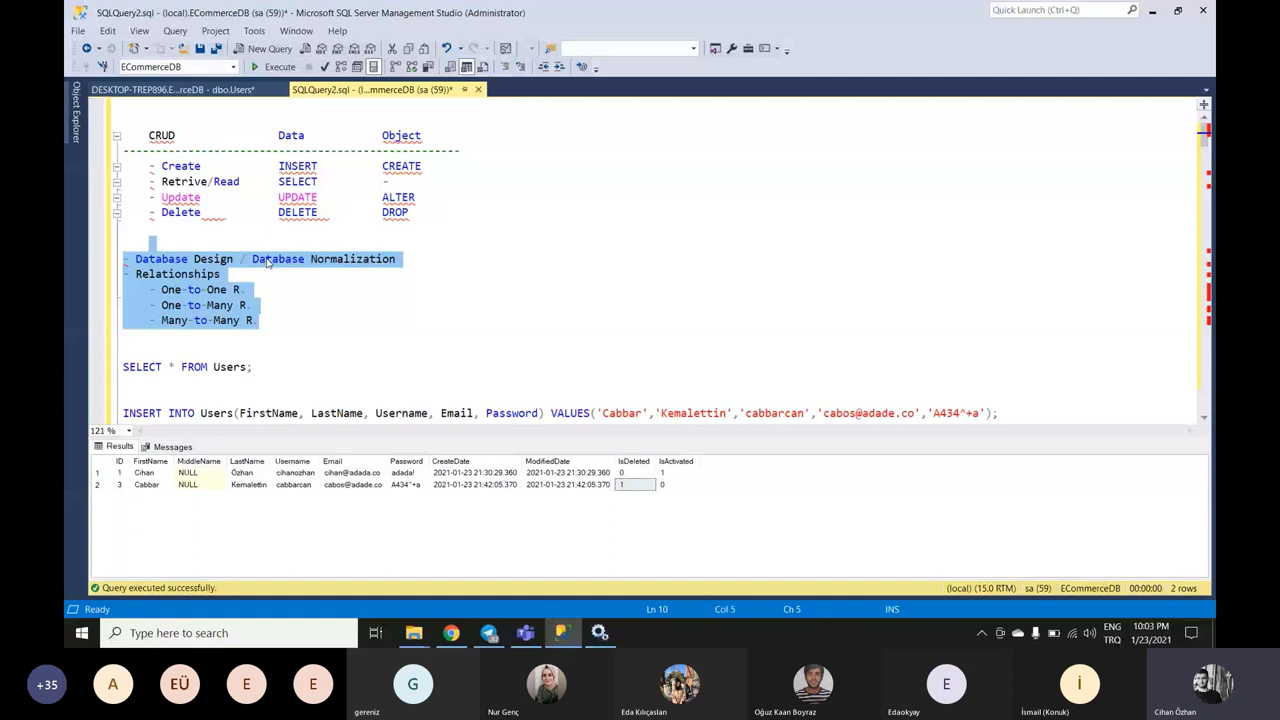 SQLQuery2.sql - (local).ECommerceDB (sa (59))* - Microsoft SQL Server Management Studio (Administrator)
Quick Launch (Ctrl+Q)
File Edit View Query Project Tools Window Help
New Query
ECommerceDB
Execute
Object Explorer
DESKTOP-TREP896.E...rceDB - dbo.Users*
SQLQuery2.sql - (l...mmerceDB (sa (59))*
CRUD Data Object
------------------------------------------------
- Create INSERT CREATE
- Retrive/Read SELECT -
- Update UPDATE ALTER
- Delete DELETE DROP
- Database Design / Database Normalization
- Relationships
- One-to-One R.
- One-to-Many R.
- Many-to-Many R.
SELECT * FROM Users;
INSERT INTO Users(FirstName, LastName, Username, Email, Password) VALUES('Cabbar','Kemalettin','cabbarcan','cabos@adade.co','A434^+a');
121 %
Results Messages
ID FirstName MiddleName LastName Username Email Password CreateDate ModifiedDate IsDeleted IsActivated
1 1 Cihan NULL Özhan cihanozhan cihan@adada.co adada! 2021-01-23 21:30:29.360 2021-01-23 21:30:29.360 0 1
2 3 Cabbar NULL Kemalettin cabbarcan cabos@adade.co A434^+a 2021-01-23 21:42:05.370 2021-01-23 21:42:05.370 1 0
Query executed successfully.
(local) (15.0 RTM) sa (59) ECommerceDB 00:00:00 2 rows
Ready
Ln 10 Col 5 Ch 5 INS
Type here to search
ENG
TRQ
10:03 PM
1/23/2021
+35 A EÜ E E G E İ
gereniz
Nur Genç
Eda Kılıçaslan
Oğuz Kaan Boyraz
Edaokyay
İsmail (Konuk)
Cihan Özhan